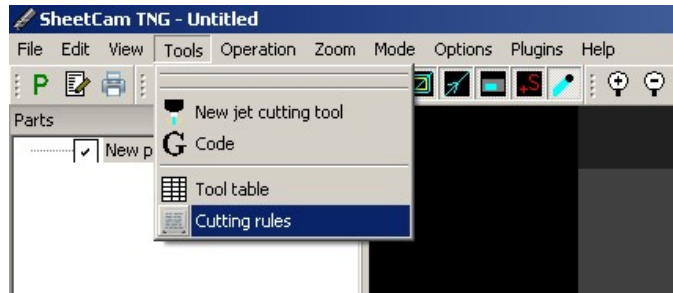 SheetCam TNG - Untitled
File Edit View Tools Operation Zoom Mode Options Plugins Help
P
+S
Parts
New p
New jet cutting tool
G Code
Tool table
Cutting rules